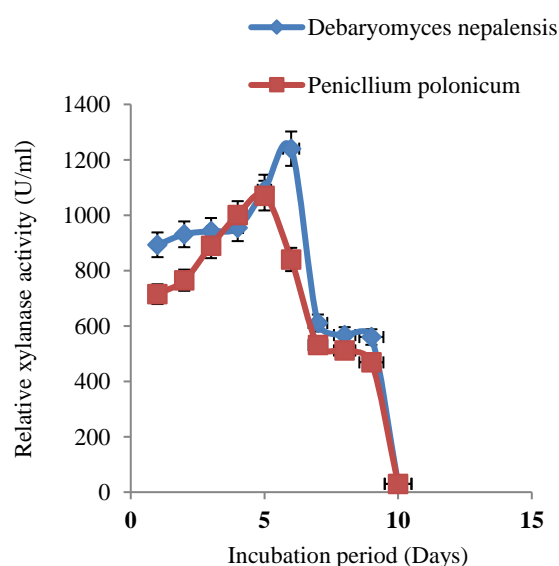 Debaryomyces nepalensis
Penicllium polonicum
1400
1200
1000
800
600
400
200
0
0 5 10 15
Relative xylanase activity (U/ml)
Incubation period (Days)